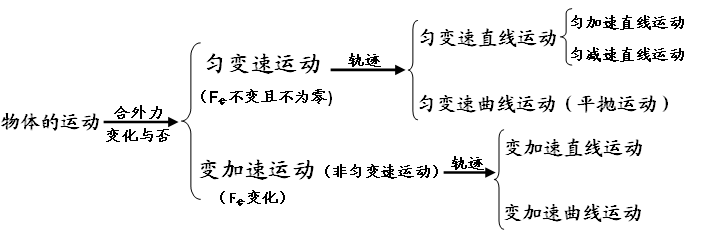 物体的运动
合外力
变化与否
匀变速运动
(F合不变且不为零)
轨迹
匀变速直线运动
匀加速直线运动
匀减速直线运动
匀变速曲线运动(平抛运动)
变加速运动(非匀变速运动)
(F合变化)
轨迹
变加速直线运动
变加速曲线运动